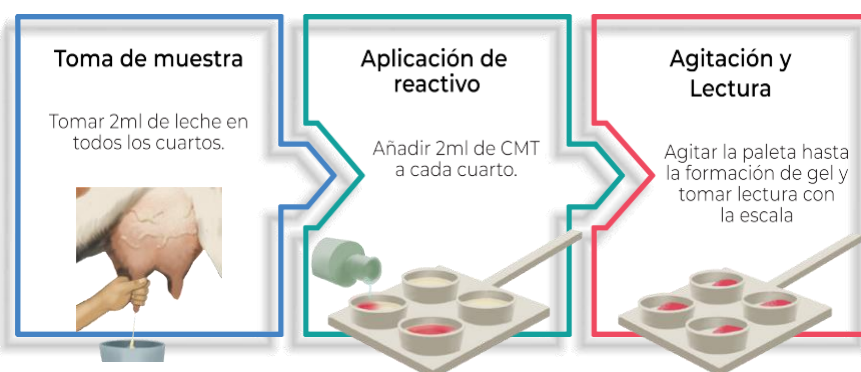 Toma de muestra
Tomar 2ml de leche en
todos los cuartos.
Aplicación de
reactivo
Añadir 2ml de CMT
a cada cuarto.
Agitación y
Lectura
Agitar la paleta hasta
la formación de gel y
tomar lectura con
la escala